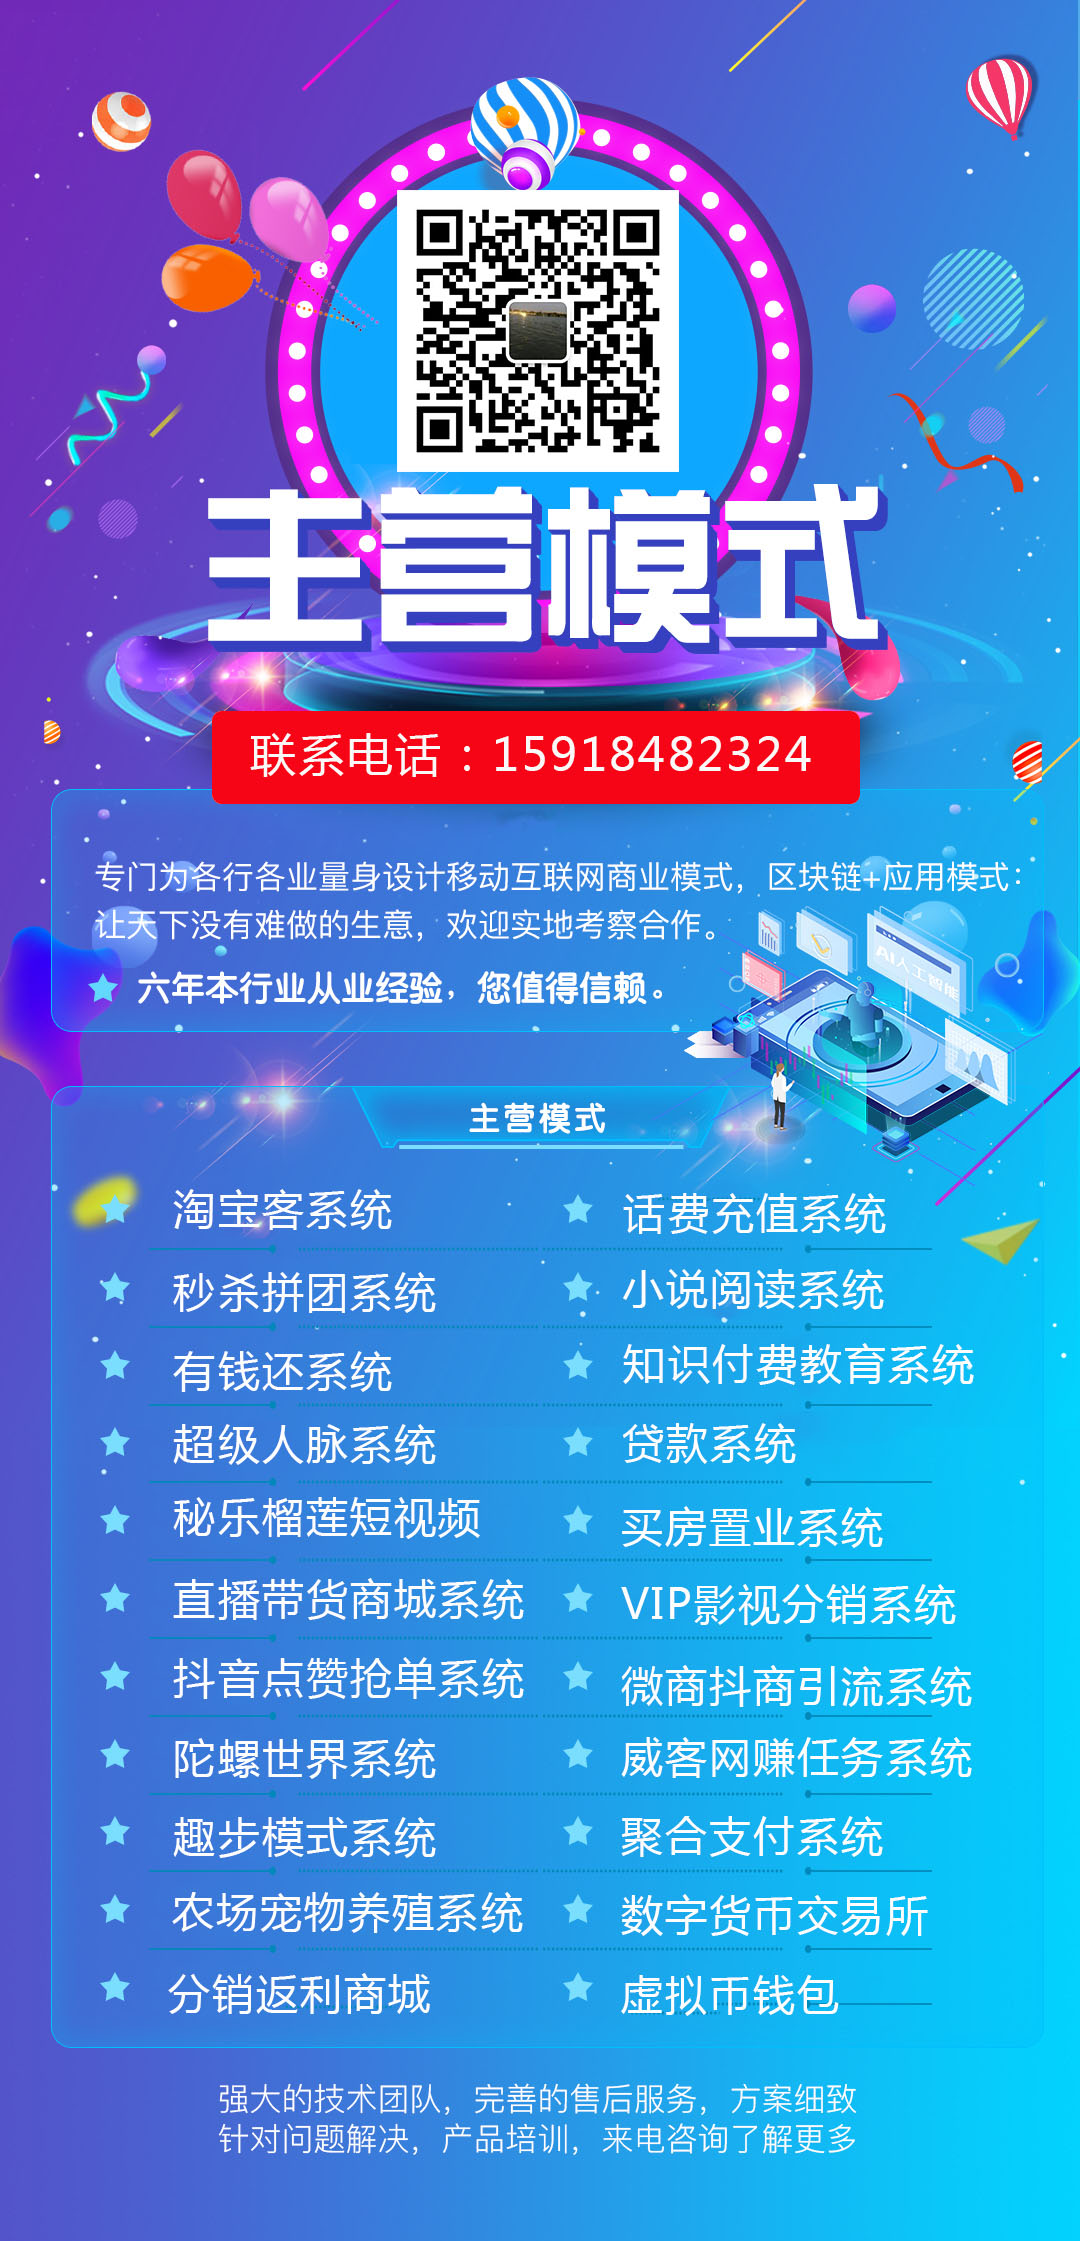 主营模式
联系电话：15918482324
专门为各行各业量身设计移动互联网商业模式，区块链+应用模式：
让天下没有难做的生意，欢迎实地考察合作。
六年本行业从业经验，您值得信赖。
AI人工智能
主营模式
淘宝客系统
话费充值系统
秒杀拼团系统
小说阅读系统
有钱还系统
知识付费教育系统
超级人脉系统
贷款系统
秘乐榴莲短视频
买房置业系统
直播带货商城系统
VIP影视分销系统
抖音点赞抢单系统
微商抖商引流系统
陀螺世界系统
威客网赚任务系统
趣步模式系统
聚合支付系统
农场宠物养殖系统
数字货币交易所
分销返利商城
虚拟币钱包
强大的技术团队，完善的售后服务，方案细致
针对问题解决，产品培训，来电咨询了解更多